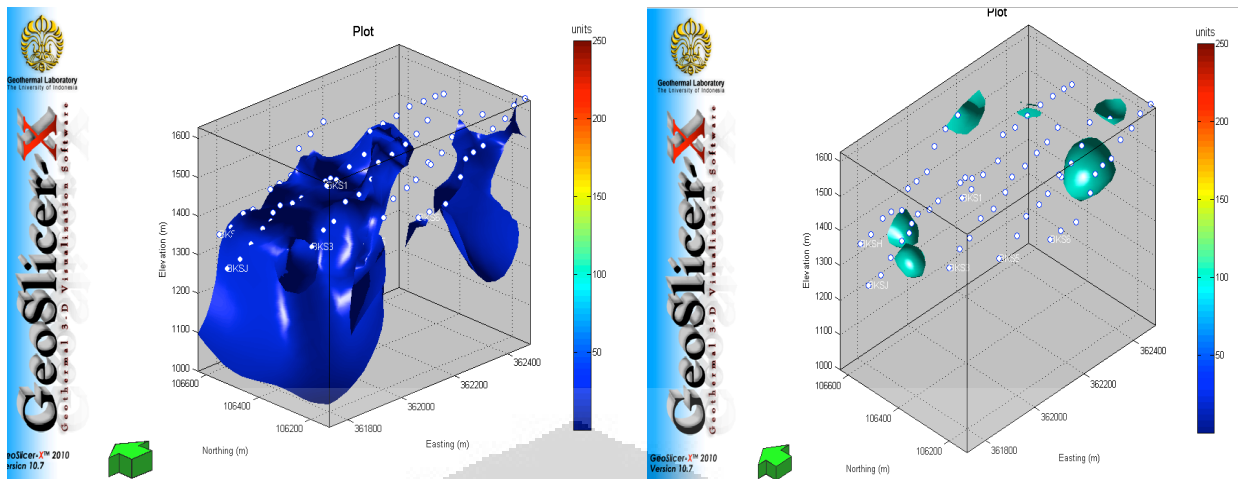 Geothermal Laboratory
The University of Indonesia
GeoSlicer-X
Geothermal 3-D Visualization Software
GeoSlicer-X™ 2010
Version 10.7
Plot
units
250
200
150
100
50
Elevation (m)
1600
1500
1400
1300
1200
1100
1000
106600
106400
106200
Northing (m)
361800
362000
362200
362400
Easting (m)
BKS1
BKS3
BKSJ
Geothermal Laboratory
The University of Indonesia
GeoSlicer-X
Geothermal 3-D Visualization Software
GeoSlicer-X™ 2010
Version 10.7
Plot
units
250
200
150
100
50
Elevation (m)
1600
1500
1400
1300
1200
1100
1000
106600
106400
106200
Northing (m)
361800
362000
362200
362400
Easting (m)
BKS1
BKSH
BKSJ